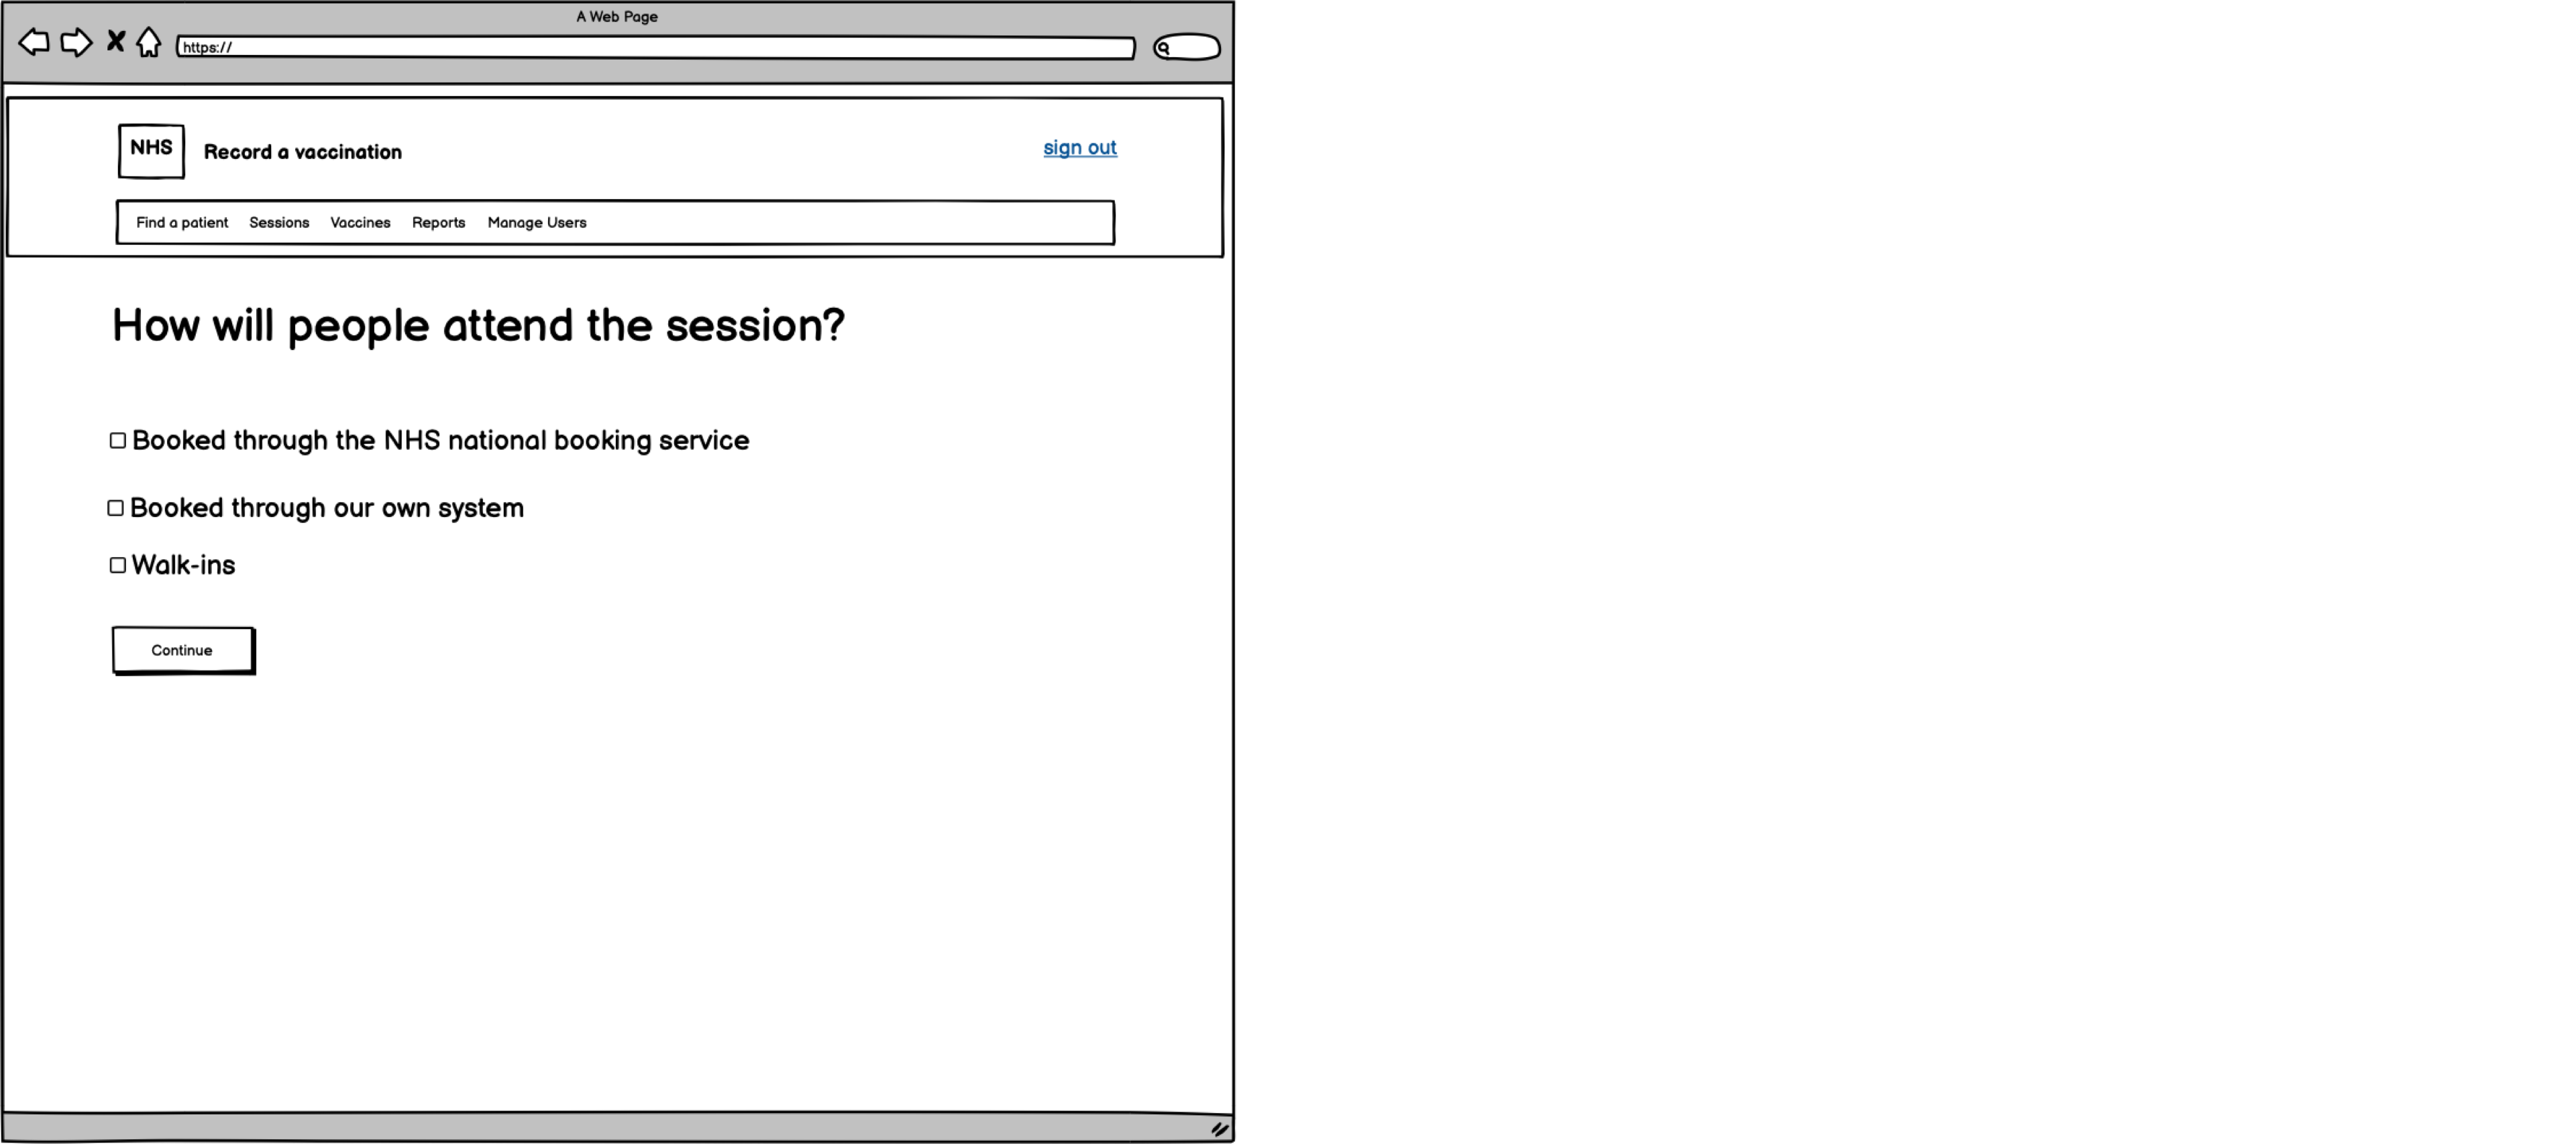 A Web Page
https://
NHS
Record a vaccination
sign out
Find a patient Sessions Vaccines Reports Manage Users
How will people attend the session?
Booked through the NHS national booking service
Booked through our own system
Walk-ins
Continue